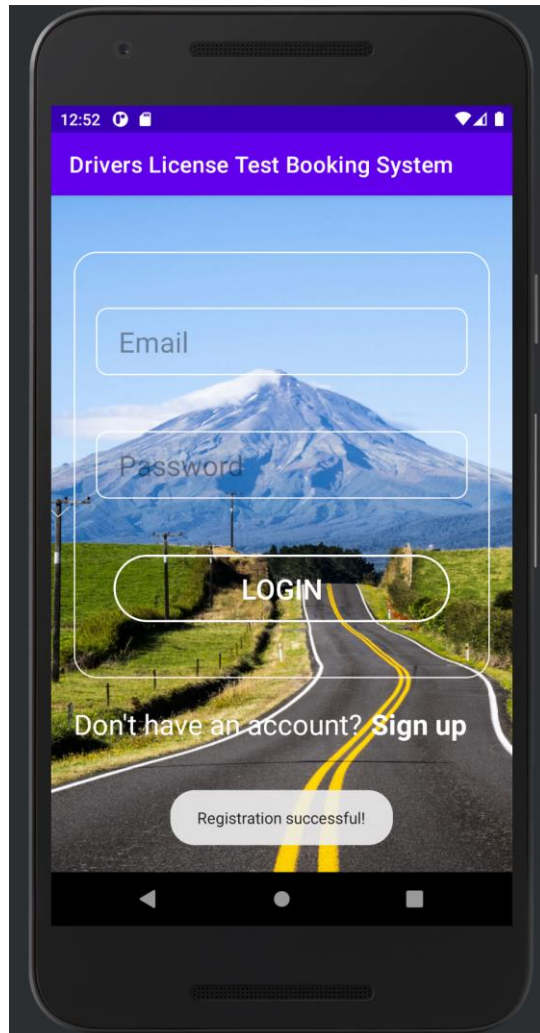 12:52
Drivers License Test Booking System
Email
Password
LOGIN
Don't have an account? Sign up
Registration successful!